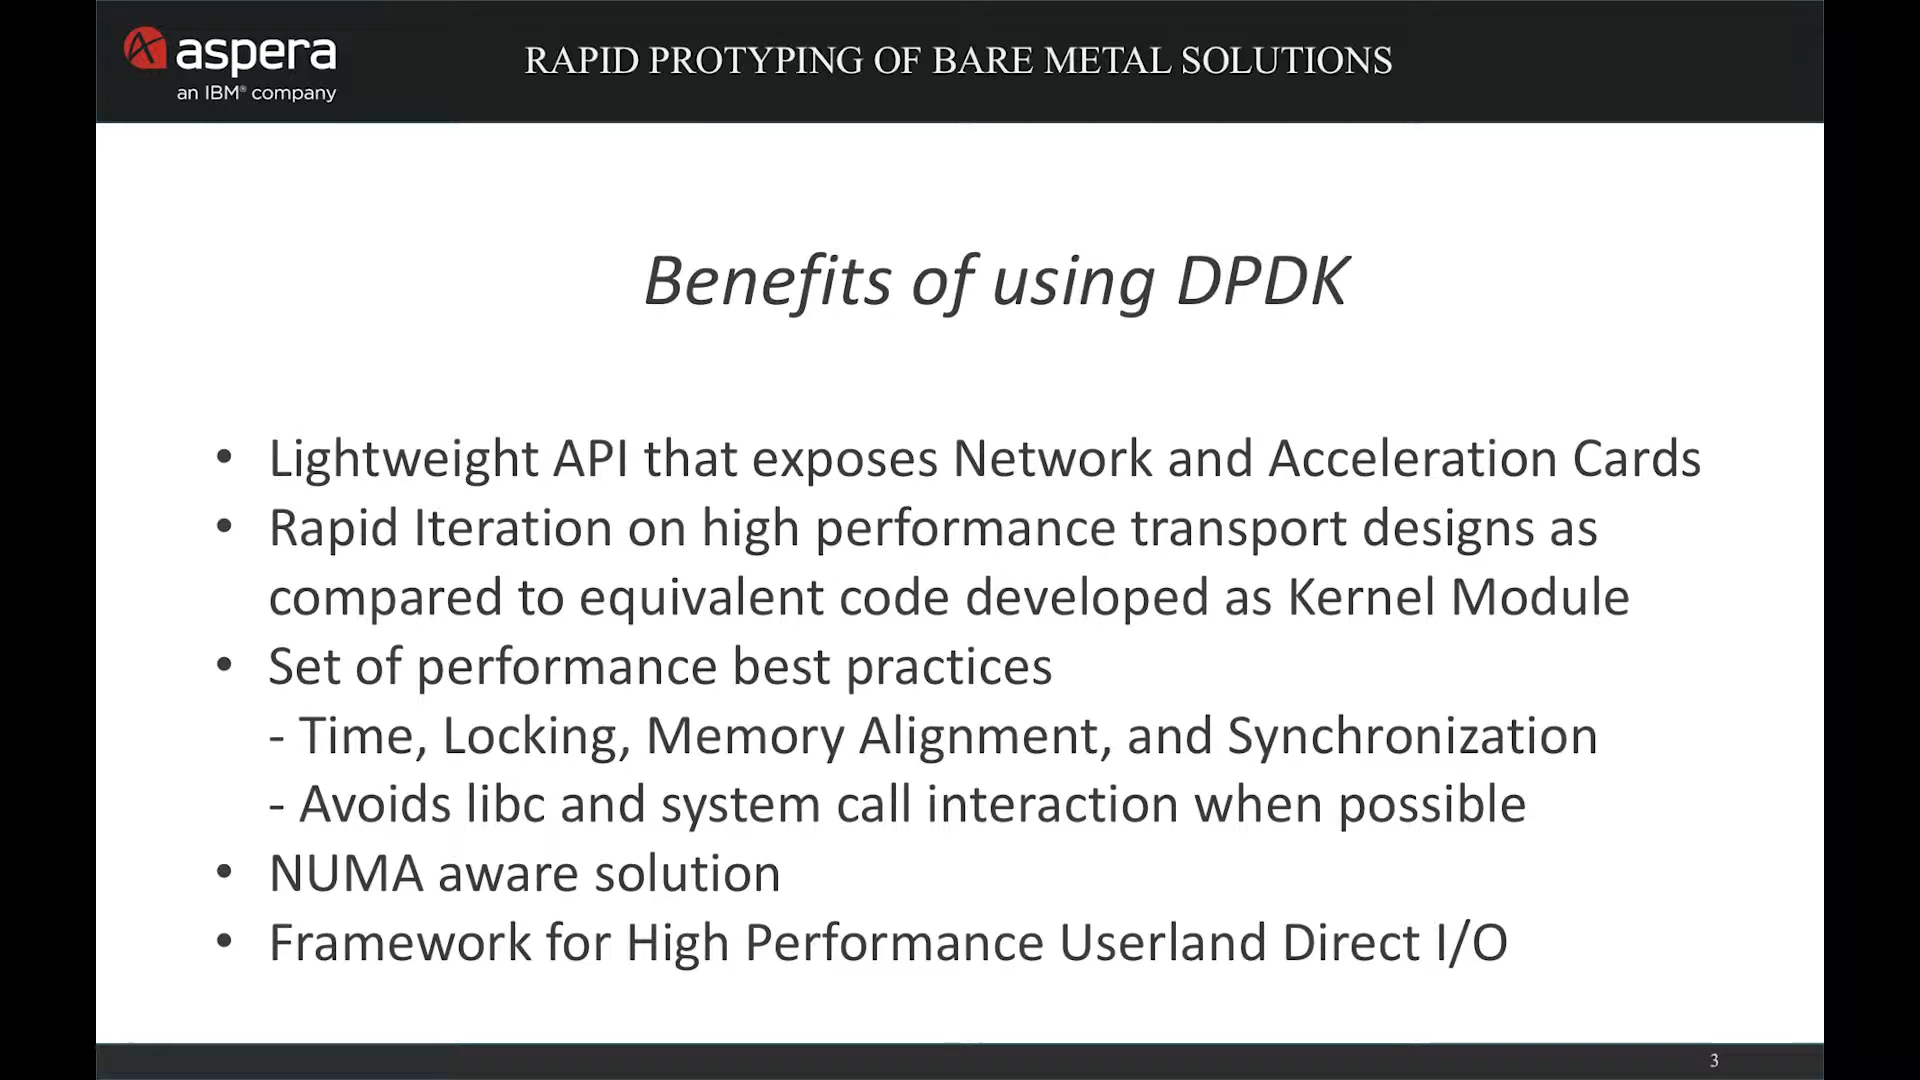 aspera
an IBM® company
RAPID PROTYPING OF BARE METAL SOLUTIONS
Benefits of using DPDK
• Lightweight API that exposes Network and Acceleration Cards
• Rapid Iteration on high performance transport designs as
compared to equivalent code developed as Kernel Module
• Set of performance best practices
- Time, Locking, Memory Alignment, and Synchronization
- Avoids libc and system call interaction when possible
• NUMA aware solution
• Framework for High Performance Userland Direct I/O
3